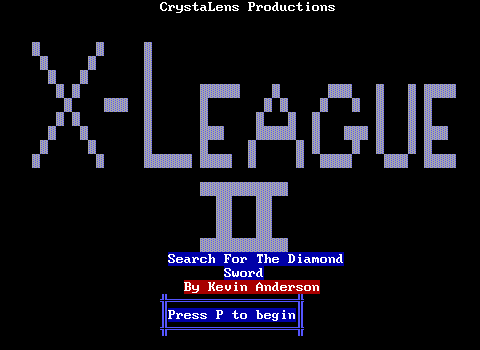 CrystaLens Productions
X-LEAGUE
II
Search For The Diamond
Sword
By Kevin Anderson
Press P to begin